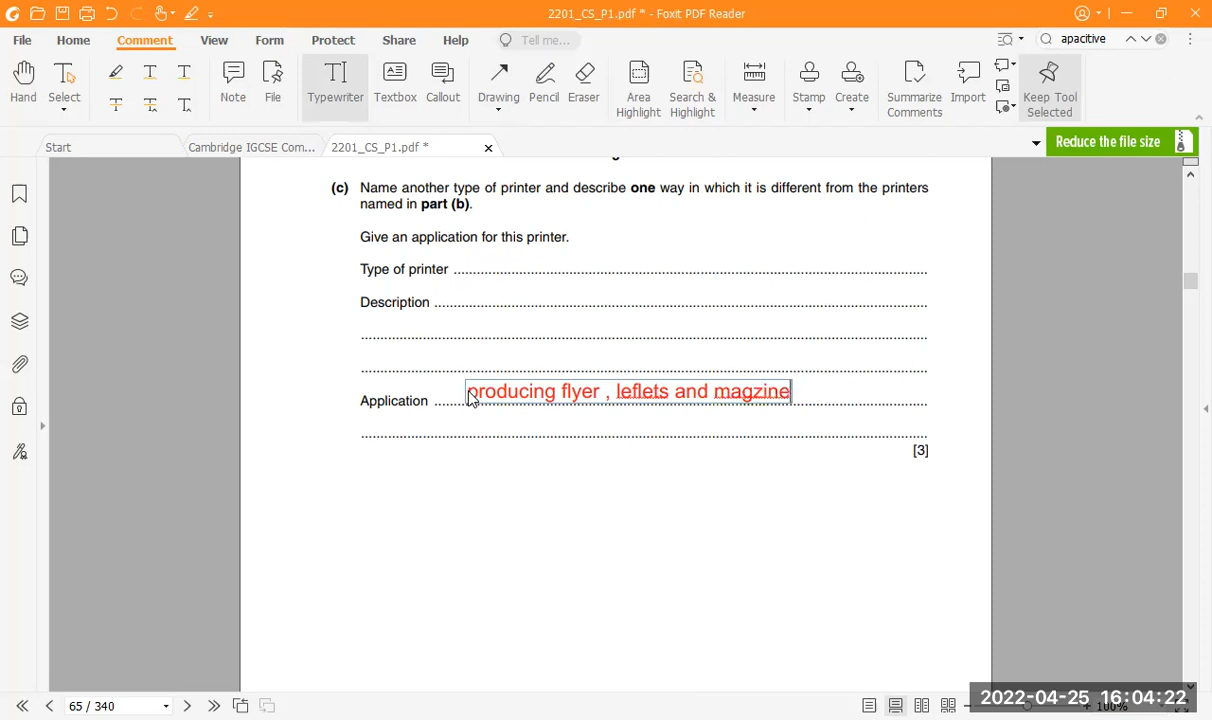 2201_CS_P1.pdf * - Foxit PDF Reader
File Home Comment View Form Protect Share Help Tell me... apacitive
Hand Select Note File Typewriter Textbox Callout Drawing Pencil Eraser Area Highlight Search & Highlight Measure Stamp Create Summarize Comments Import Keep Tool Selected
Start Cambridge IGCSE Com... 2201_CS_P1.pdf * Reduce the file size
(c) Name another type of printer and describe one way in which it is different from the printers
named in part (b).
Give an application for this printer.
Type of printer ..........
Description ..........
Application .......... producing flyer , leflets and magzine
[3]
65 / 340
2022-04-25 16:04:22
100%